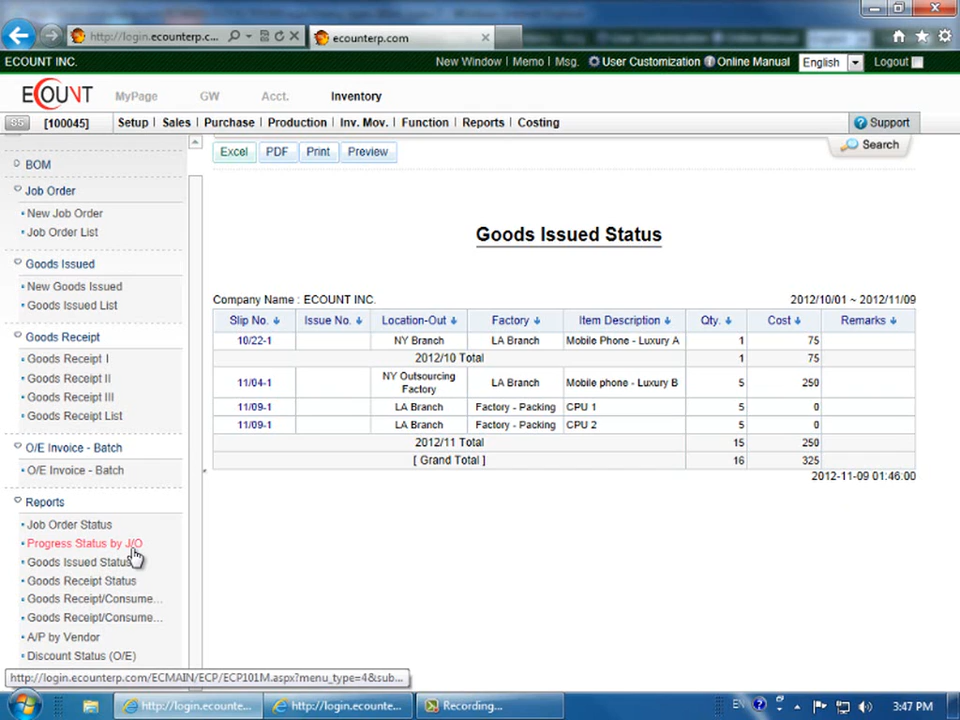 http://login.ecounterp.c...
ecounterp.com
ECOUNT INC.
New Window | Memo | Msg.
User Customization
Online Manual
English
Logout
ECOUNT
MyPage
GW
Acct.
Inventory
[100045]
Setup | Sales | Purchase | Production | Inv. Mov. | Function | Reports | Costing
Support
BOM
Job Order
New Job Order
Job Order List
Goods Issued
New Goods Issued
Goods Issued List
Goods Receipt
Goods Receipt I
Goods Receipt II
Goods Receipt III
Goods Receipt List
O/E Invoice - Batch
O/E Invoice - Batch
Reports
Job Order Status
Progress Status by J/O
Goods Issued Status
Goods Receipt Status
Goods Receipt/Consume...
Goods Receipt/Consume...
A/P by Vendor
Discount Status (O/E)
Excel PDF Print Preview
Search
Goods Issued Status
Company Name : ECOUNT INC. 2012/10/01 ~ 2012/11/09
Slip No. Issue No. Location-Out Factory Item Description Qty. Cost Remarks
10/22-1 NY Branch LA Branch Mobile Phone - Luxury A 1 75
2012/10 Total 1 75
11/04-1 NY Outsourcing Factory LA Branch Mobile phone - Luxury B 5 250
11/09-1 LA Branch Factory - Packing CPU 1 5 0
11/09-1 LA Branch Factory - Packing CPU 2 5 0
2012/11 Total 15 250
[ Grand Total ] 16 325
2012-11-09 01:46:00
http://login.ecounterp.com/ECMAIN/ECP/ECP101M.aspx?menu_type=4&sub...
http://login.ecounte...
http://login.ecounte...
Recording...
EN
3:47 PM